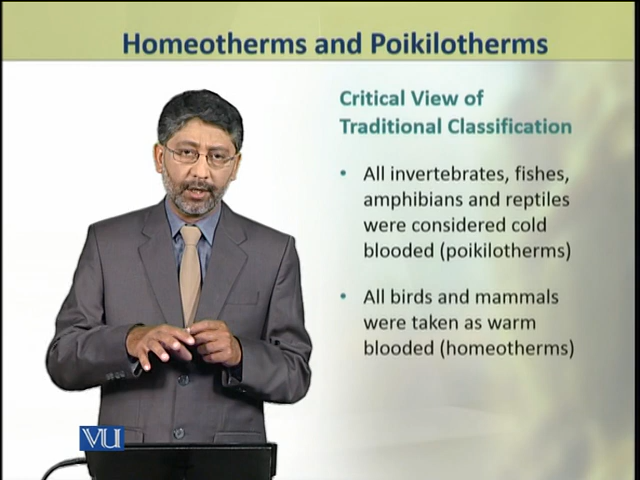 Homeotherms and Poikilotherms
Critical View of
Traditional Classification
• All invertebrates, fishes,
amphibians and reptiles
were considered cold
blooded (poikilotherms)
• All birds and mammals
were taken as warm
blooded (homeotherms)
VU